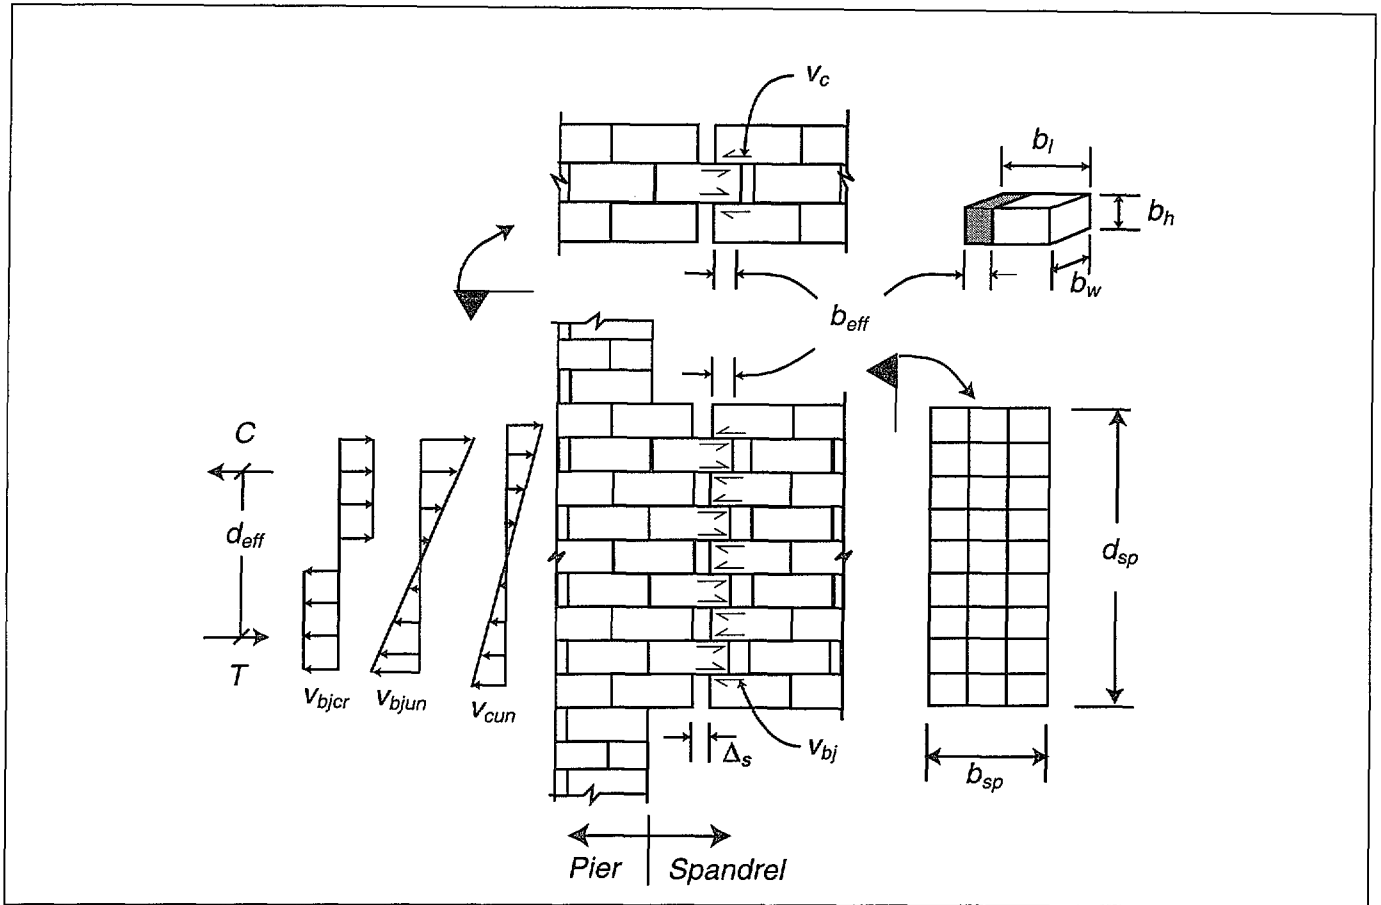 v_c
b_l
b_h
b_w
b_eff
C
d_eff
T
v_bjcr
v_bjun
v_cun
d_sp
Δ_s
v_bj
b_sp
Pier
Spandrel